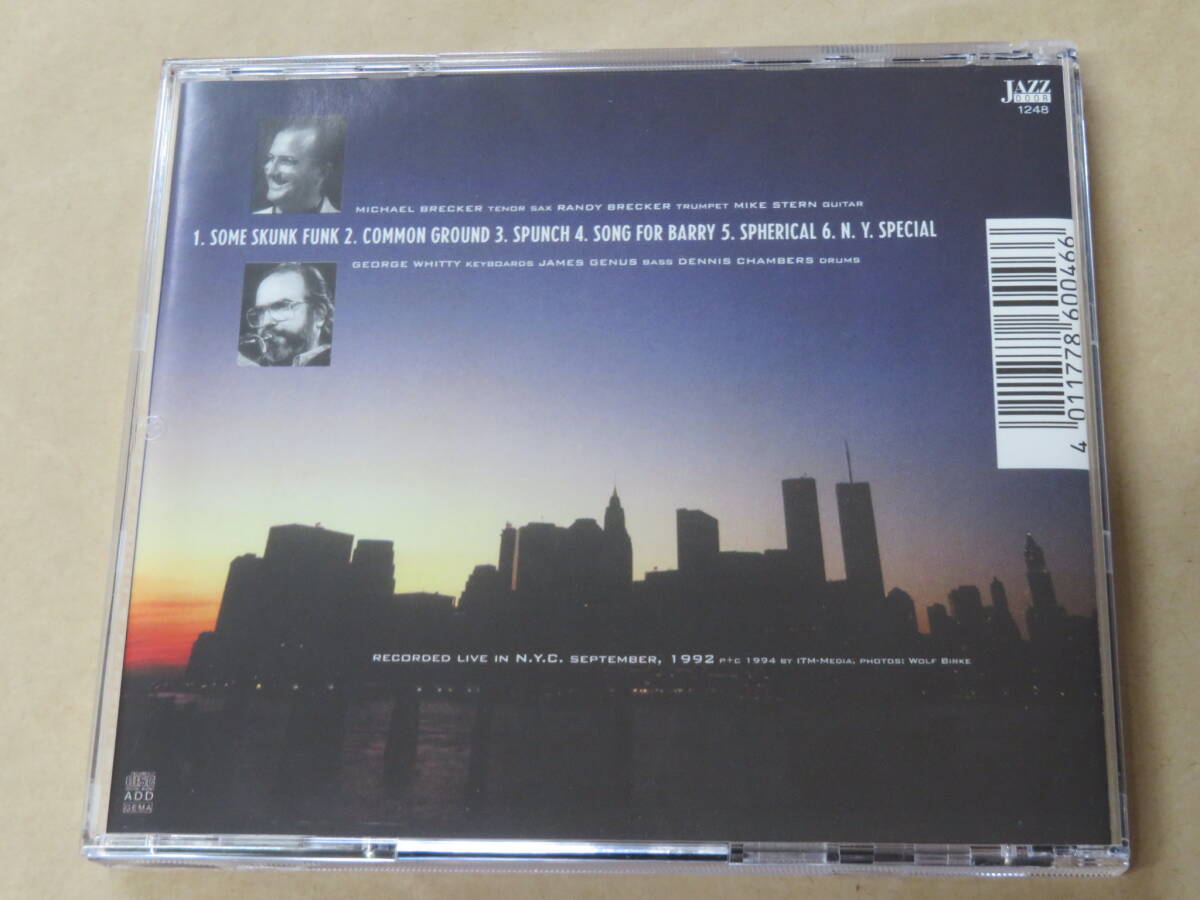 JAZZ
DOOR
1248
MICHAEL BRECKER TENOR SAX RANDY BRECKER TRUMPET MIKE STERN GUITAR
1. SOME SKUNK FUNK 2. COMMON GROUND 3. SPUNCH 4. SONG FOR BARRY 5. SPHERICAL 6. N. Y. SPECIAL
GEORGE WHITTY KEYBOARDS JAMES GENUS BASS DENNIS CHAMBERS DRUMS
4 011778 600466
RECORDED LIVE IN N.Y.C. SEPTEMBER, 1992 P+C 1994 BY ITM-MEDIA, PHOTOS: WOLF BIRKE
ADD
GEMA